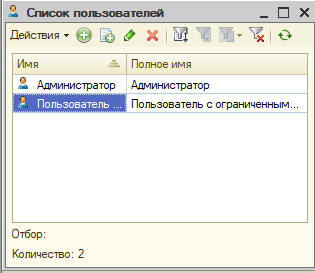 Список пользователей
Действия
Имя Полное имя
Администратор Администратор
Пользователь ... Пользователь с ограниченным...
Отбор:
Количество: 2